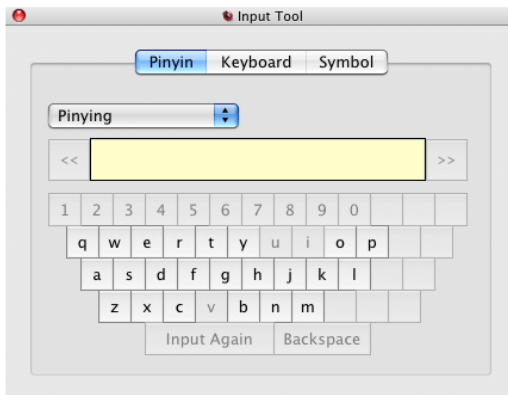 Input Tool
Pinyin Keyboard Symbol
Pinying
<< >>
1 2 3 4 5 6 7 8 9 0
q w e r t y u i o p
a s d f g h j k l
z x c v b n m
Input Again Backspace